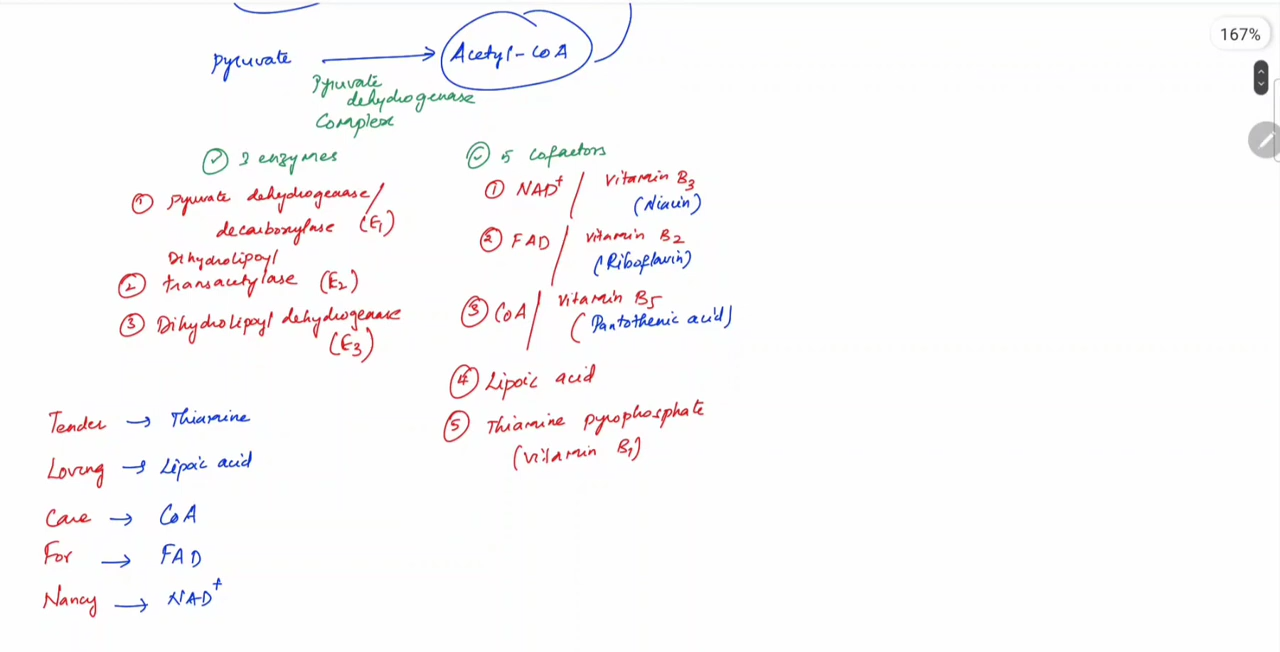 167%
Pyruvate → Acetyl-CoA
Pyruvate
dehydrogenase
Complex
✓ 3 enzymes
① Pyruvate dehydrogenase/
decarboxylase (E1)
Dihydrolipoyl
② transacetylase (E2)
③ Dihydrolipoyl dehydrogenase
(E3)
✓ 5 cofactors
① NAD+ / Vitamin B3
(Niacin)
② FAD / Vitamin B2
(Riboflavin)
③ CoA / Vitamin B5
(Pantothenic acid)
④ Lipoic acid
⑤ Thiamine pyrophosphate
(Vitamin B1)
Tender → Thiamine
Loving → Lipoic acid
Care → CoA
For → FAD
Nancy → NAD+